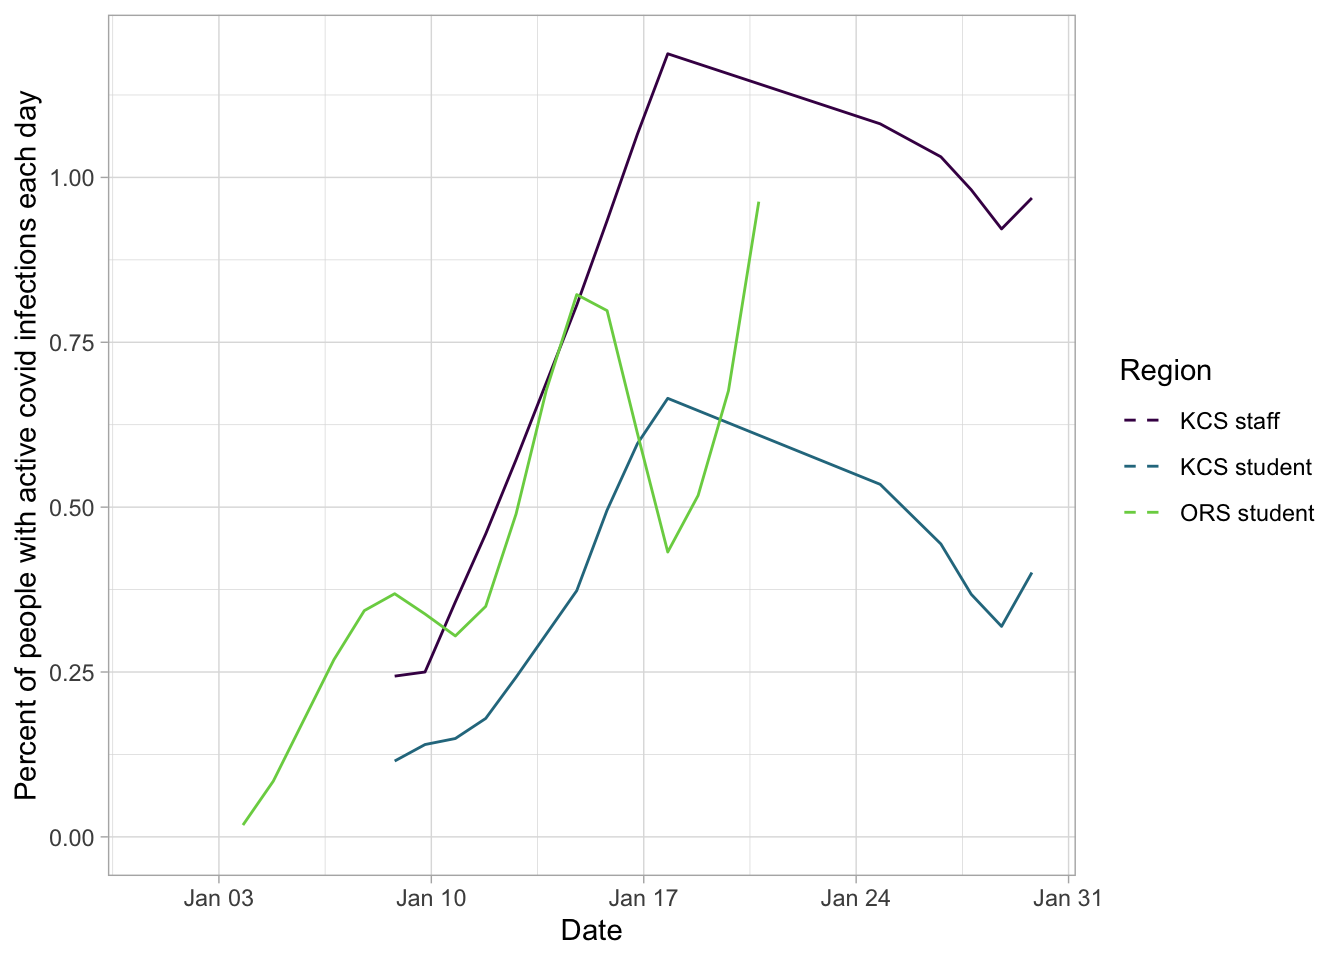 Percent of people with active covid infections each day
1.00
0.75
0.50
0.25
0.00
Jan 03
Jan 10
Jan 17
Jan 24
Jan 31
Date
Region
KCS staff
KCS student
ORS student